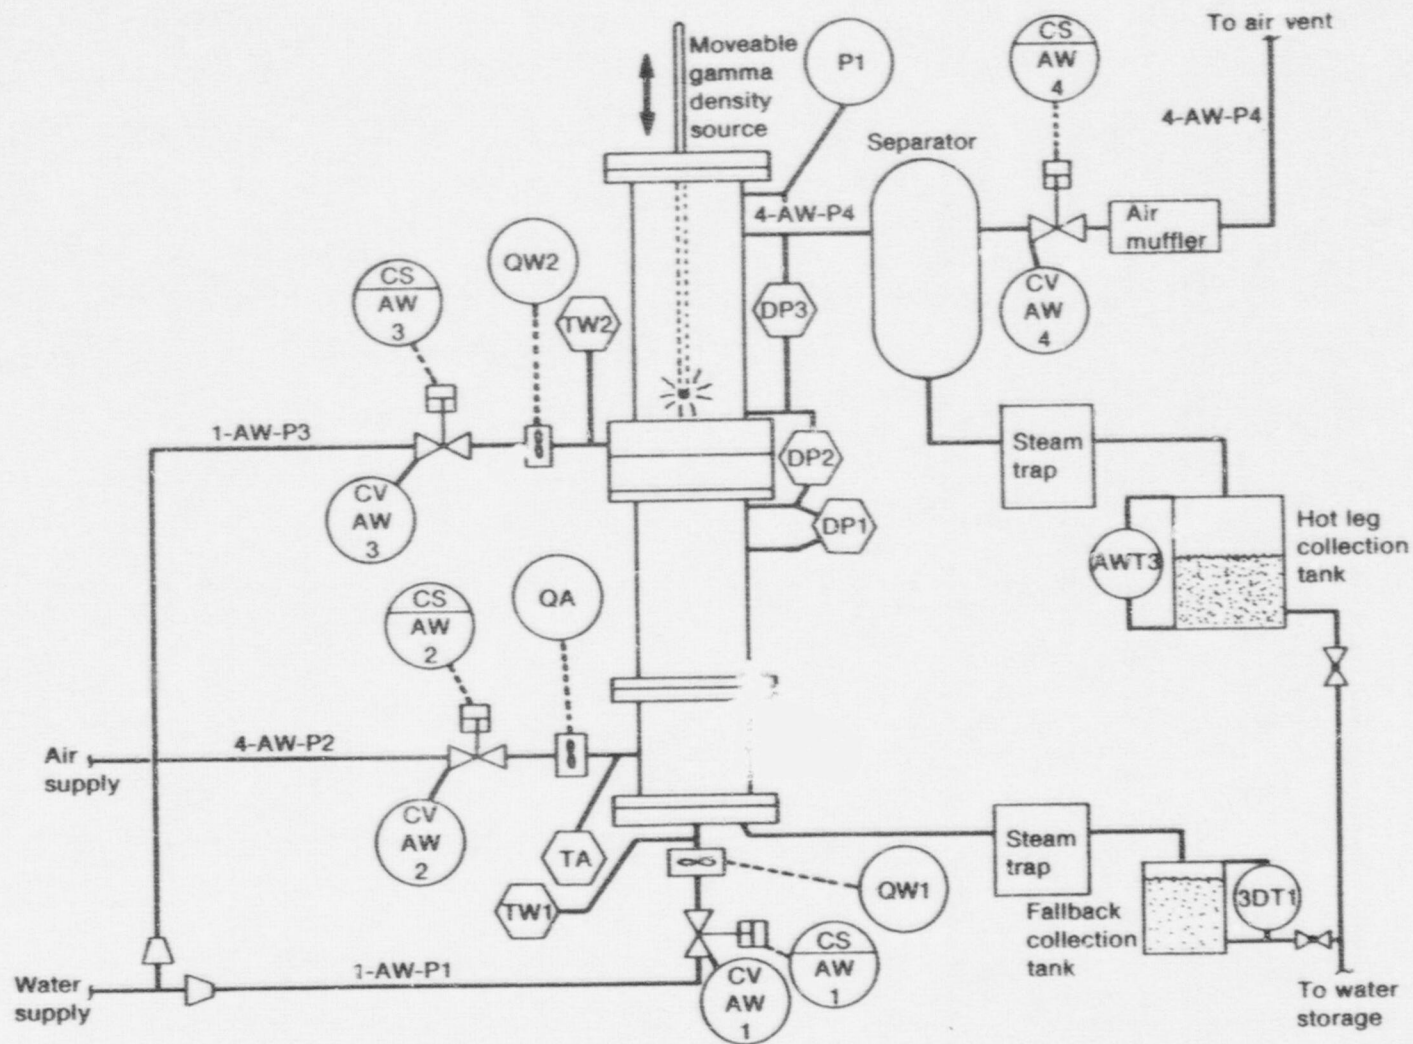 To air vent
Moveable
gamma
density
source
P1
CS
AW
4
4-AW-P4
Separator
4-AW-P4
Air
muffler
QW2
CS
AW
3
TW2
DP3
CV
AW
4
1-AW-P3
DP2
Steam
trap
CV
AW
3
DP1
Hot leg
collection
tank
AWT3
QA
CS
AW
2
4-AW-P2
Air
supply
CV
AW
2
TA
Steam
trap
TW1
QW1
3DT1
Fallback
collection
tank
CS
AW
1
1-AW-P1
CV
AW
1
Water
supply
To water
storage